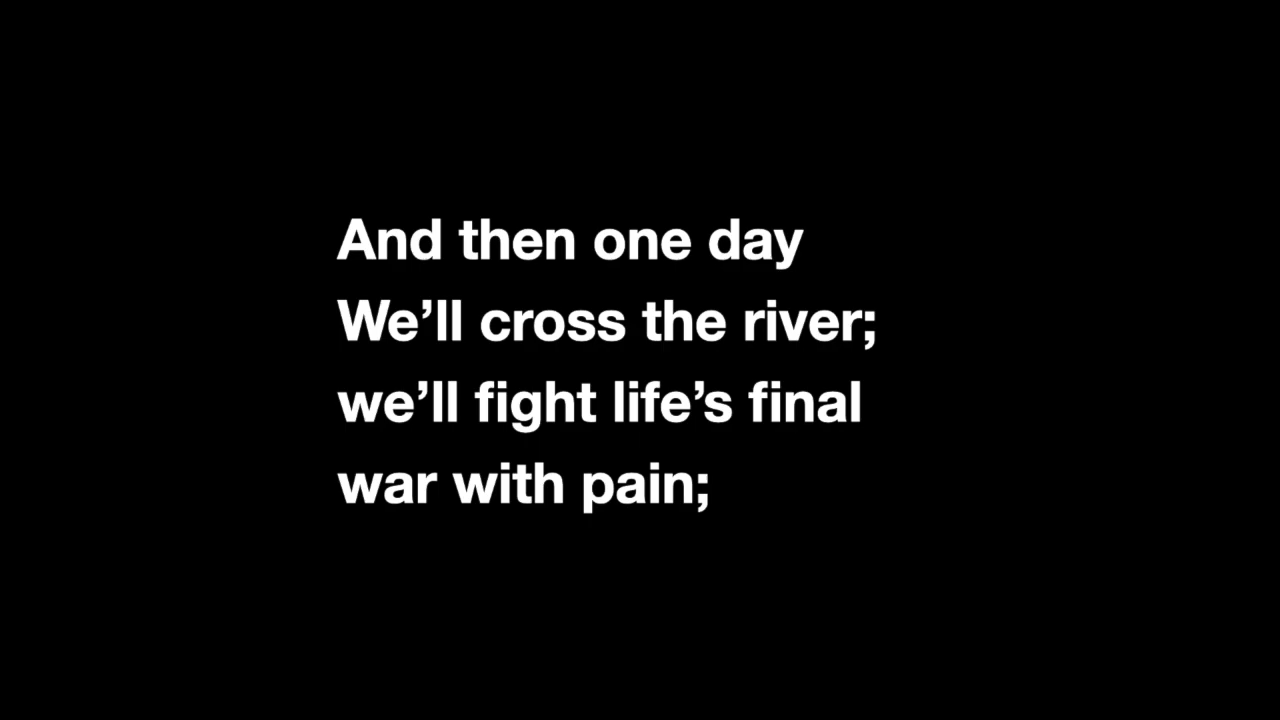 And then one day
We’ll cross the river;
we’ll fight life’s final
war with pain;